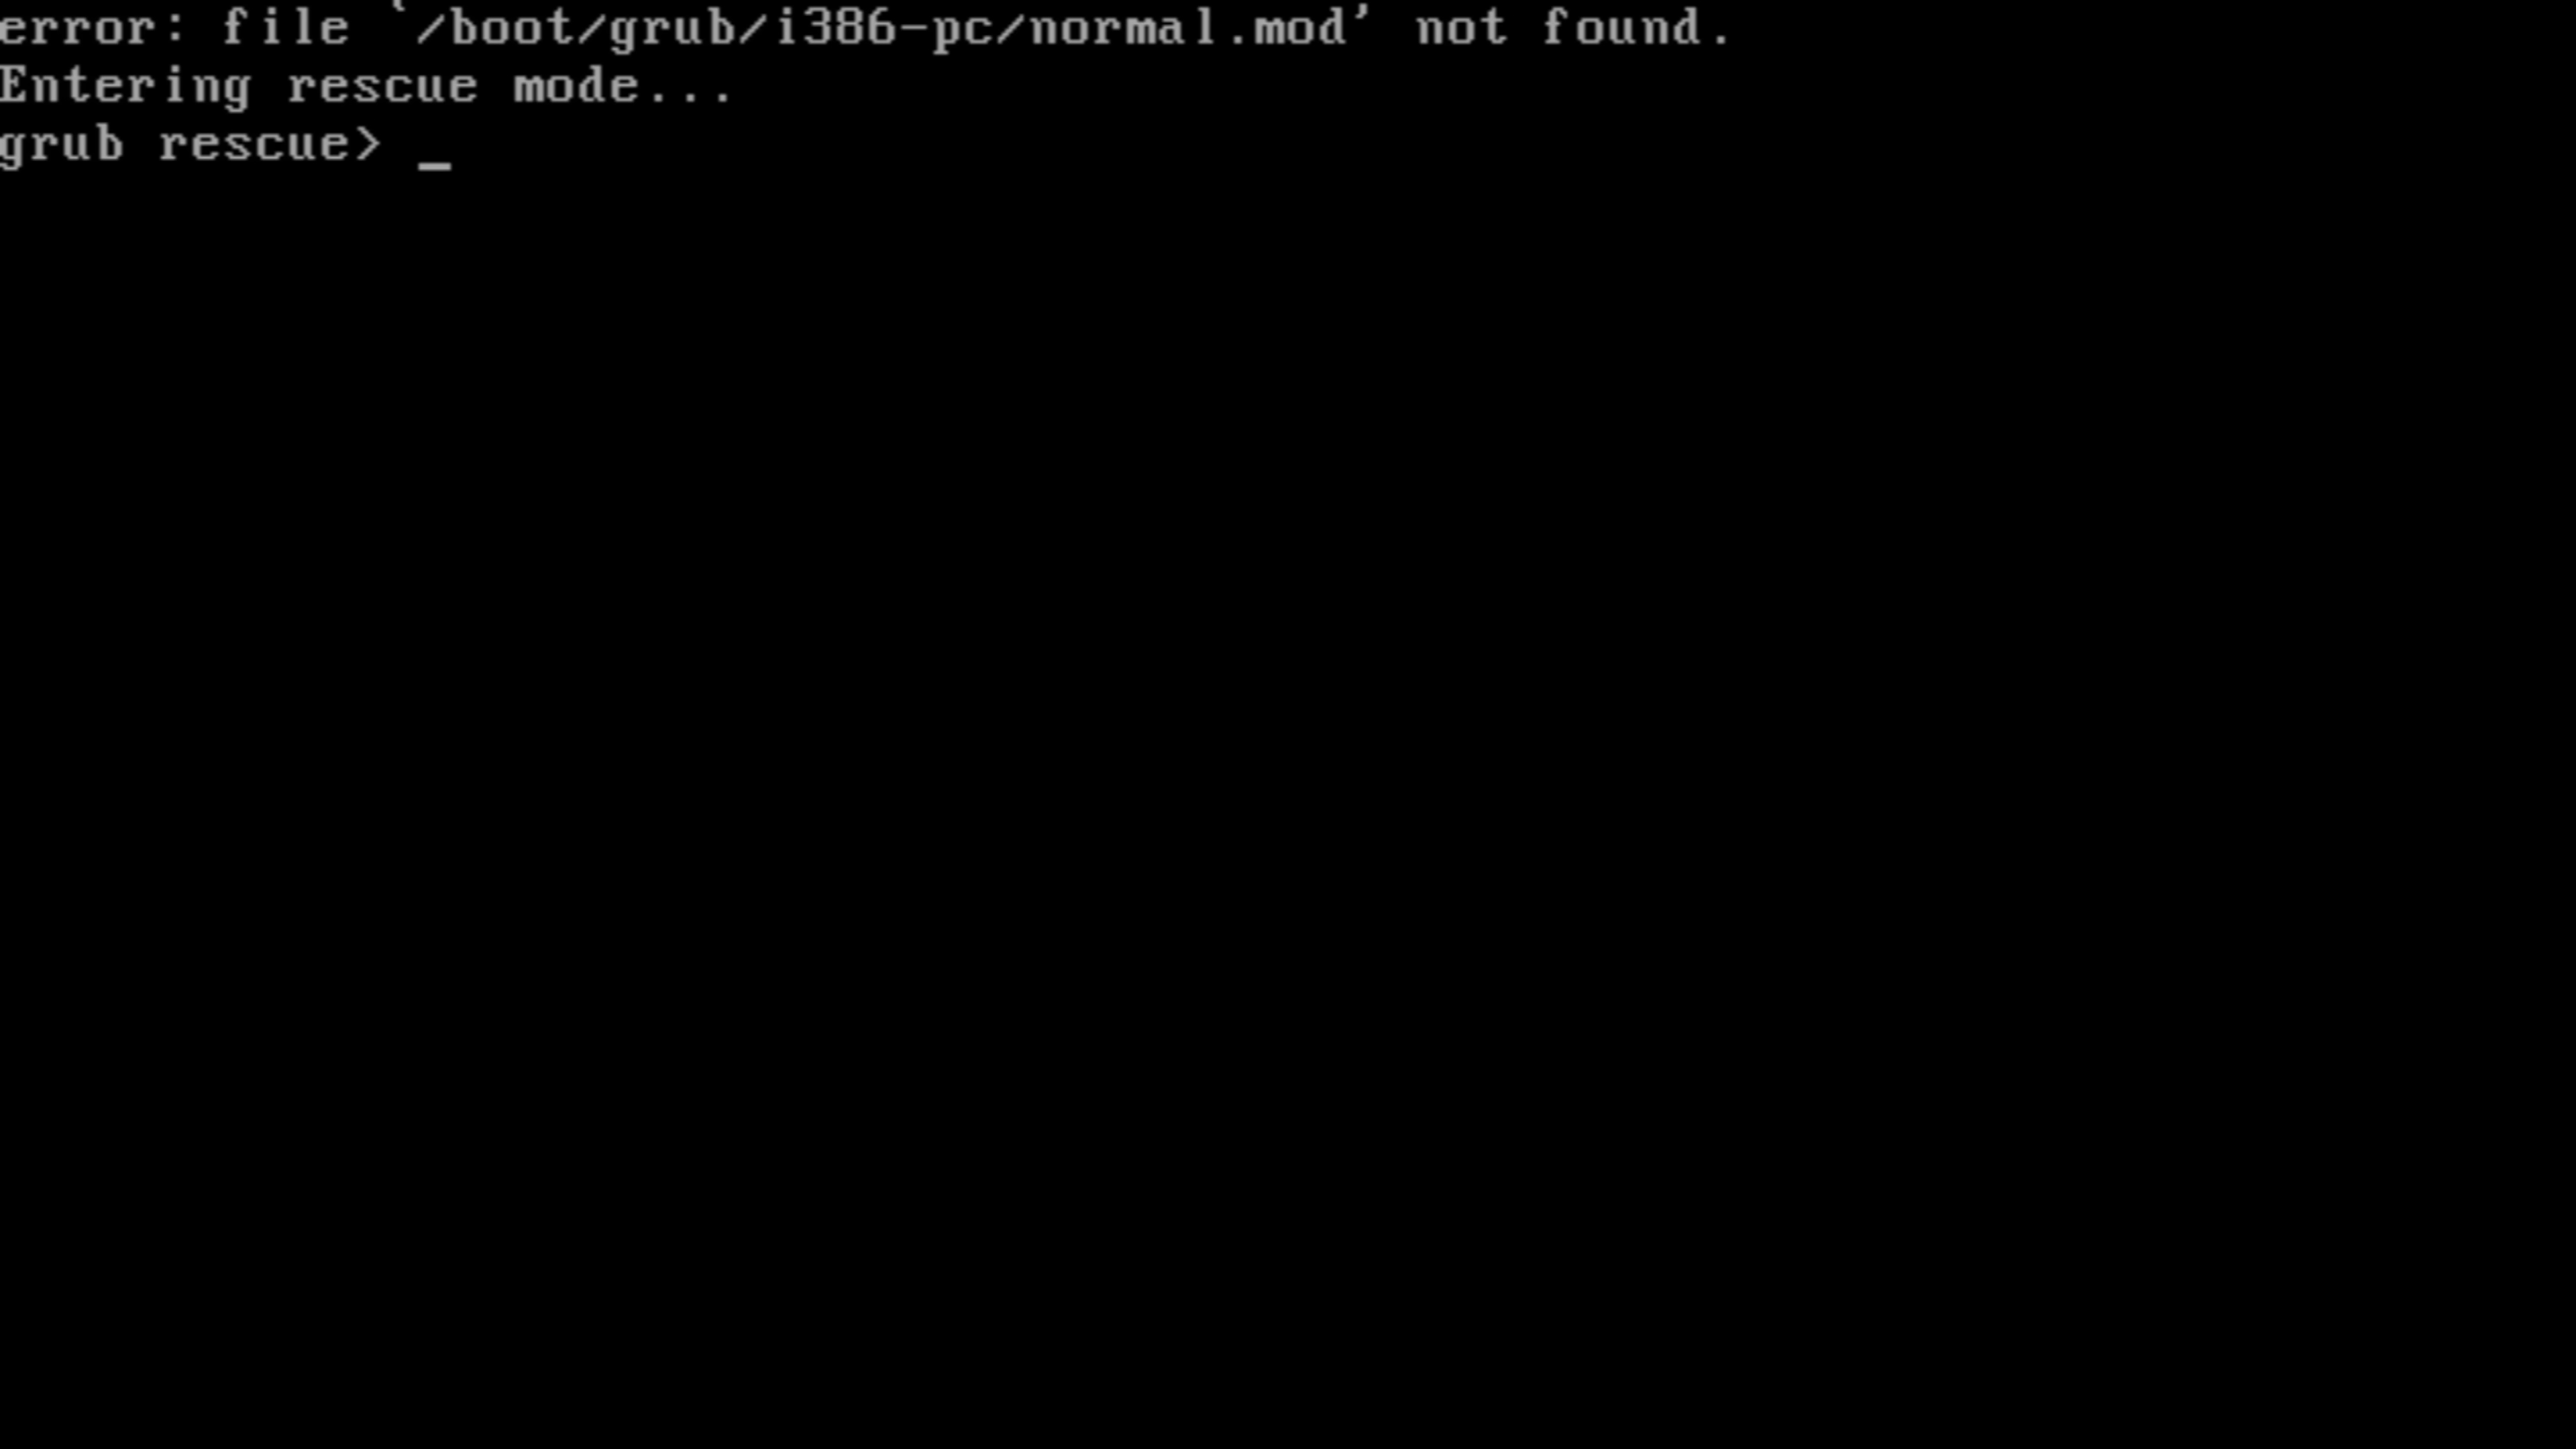 error: file `/boot/grub/i386-pc/normal.mod' not found.
Entering rescue mode...
grub rescue> _